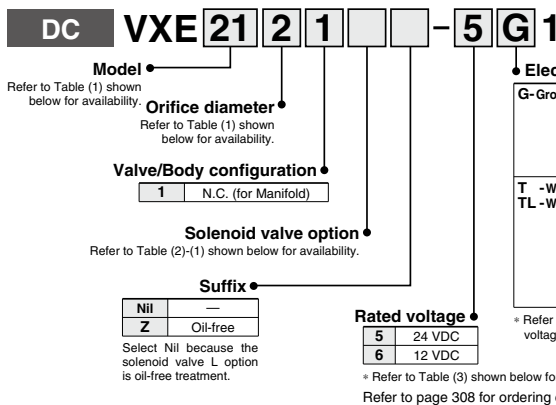 DC VXE 21 2 1 - 5 G 1
Model
Refer to Table (1) shown
below for availability.
Orifice diameter
Refer to Table (1) shown
below for availability.
Valve/Body configuration
1 N.C. (for Manifold)
Solenoid valve option
Refer to Table (2)-(1) shown below for availability.
Suffix
Nil —
Z Oil-free
Select Nil because the
solenoid valve L option
is oil-free treatment.
Rated voltage
5 24 VDC
6 12 VDC
∗ Refer to Table (3) shown below fo
Refer to page 308 for ordering
Elec
G-Gro
T -W
TL-W
∗ Refer
voltag